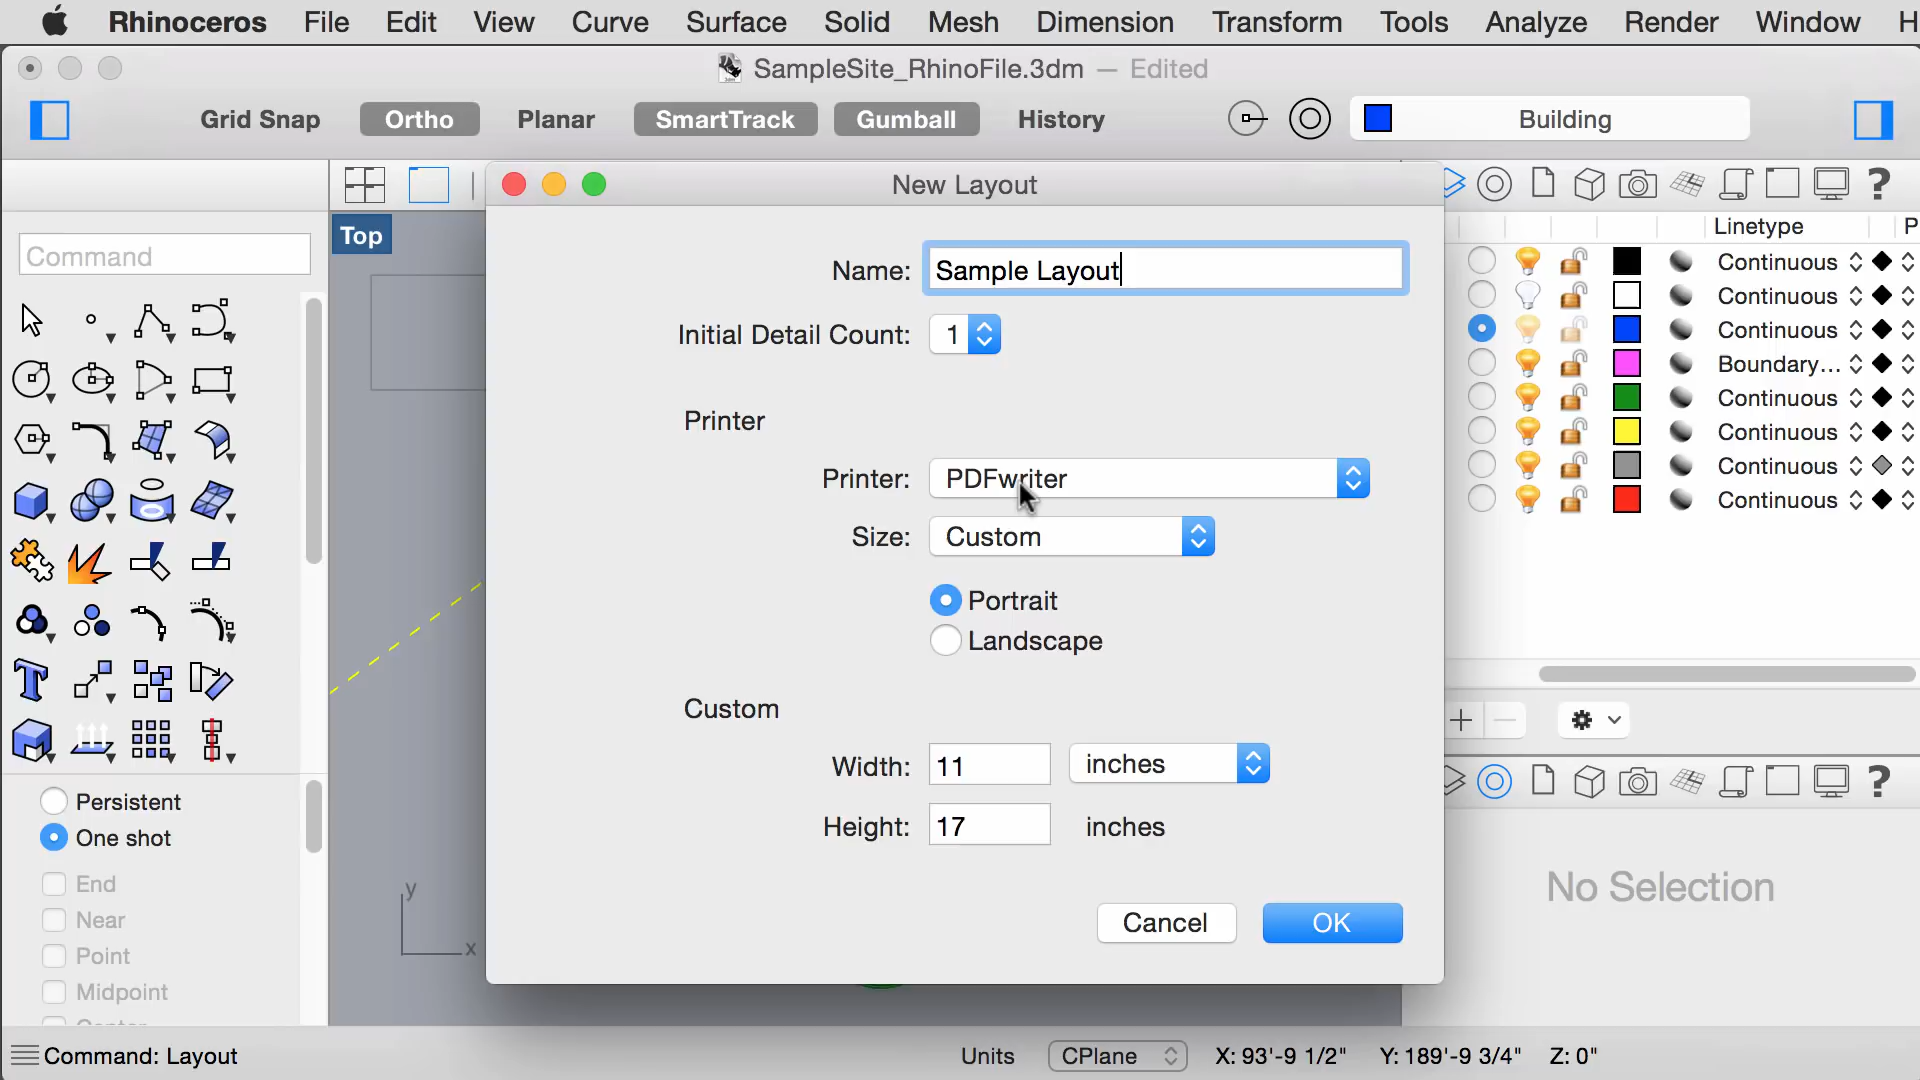 Rhinoceros File Edit View Curve Surface Solid Mesh Dimension Transform Tools Analyze Render Window H
SampleSite_RhinoFile.3dm — Edited
Grid Snap Ortho Planar SmartTrack Gumball History Building
New Layout
Top
Command
Linetype P
Name: Sample Layout
Continuous
Continuous
Initial Detail Count: 1
Continuous
Boundary...
Continuous
Printer
Continuous
Printer: PDFwriter
Continuous
Continuous
Size: Custom
Portrait
Landscape
Custom
Width: 11 inches
Height: 17 inches
Cancel OK
Persistent
One shot
End
Near
Point
Midpoint
y
x
No Selection
Command: Layout
Units CPlane X: 93'-9 1/2" Y: 189'-9 3/4" Z: 0"